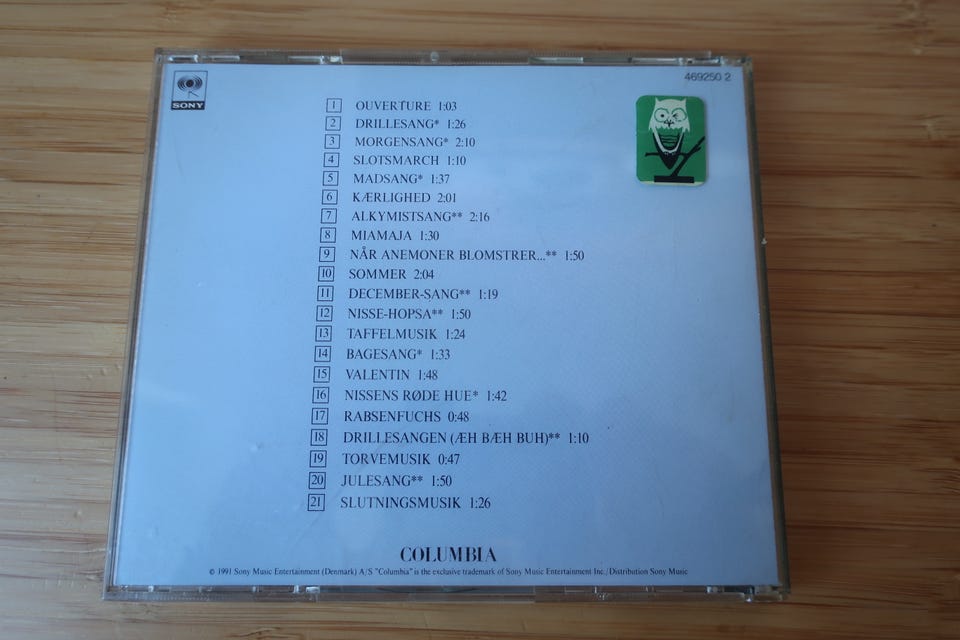 469250 2
SONY
1 OUVERTURE 1:03
2 DRILLESANG* 1:26
3 MORGENSANG* 2:10
4 SLOTSMARCH 1:10
5 MADSANG* 1:37
6 KÆRLIGHED 2:01
7 ALKYMISTSANG** 2:16
8 MIAMAJA 1:30
9 NÅR ANEMONER BLOMSTRER...** 1:50
10 SOMMER 2:04
11 DECEMBER-SANG** 1:19
12 NISSE-HOPSA** 1:50
13 TAFFELMUSIK 1:24
14 BAGESANG* 1:33
15 VALENTIN 1:48
16 NISSENS RØDE HUE* 1:42
17 RABSENFUCHS 0:48
18 DRILLESANGEN (ÆH BÆH BUH)** 1:10
19 TORVEMUSIK 0:47
20 JULESANG** 1:50
21 SLUTNINGSMUSIK 1:26
COLUMBIA
© 1991 Sony Music Entertainment (Denmark) A/S "Columbia" is the exclusive trademark of Sony Music Entertainment Inc./Distribution Sony Music